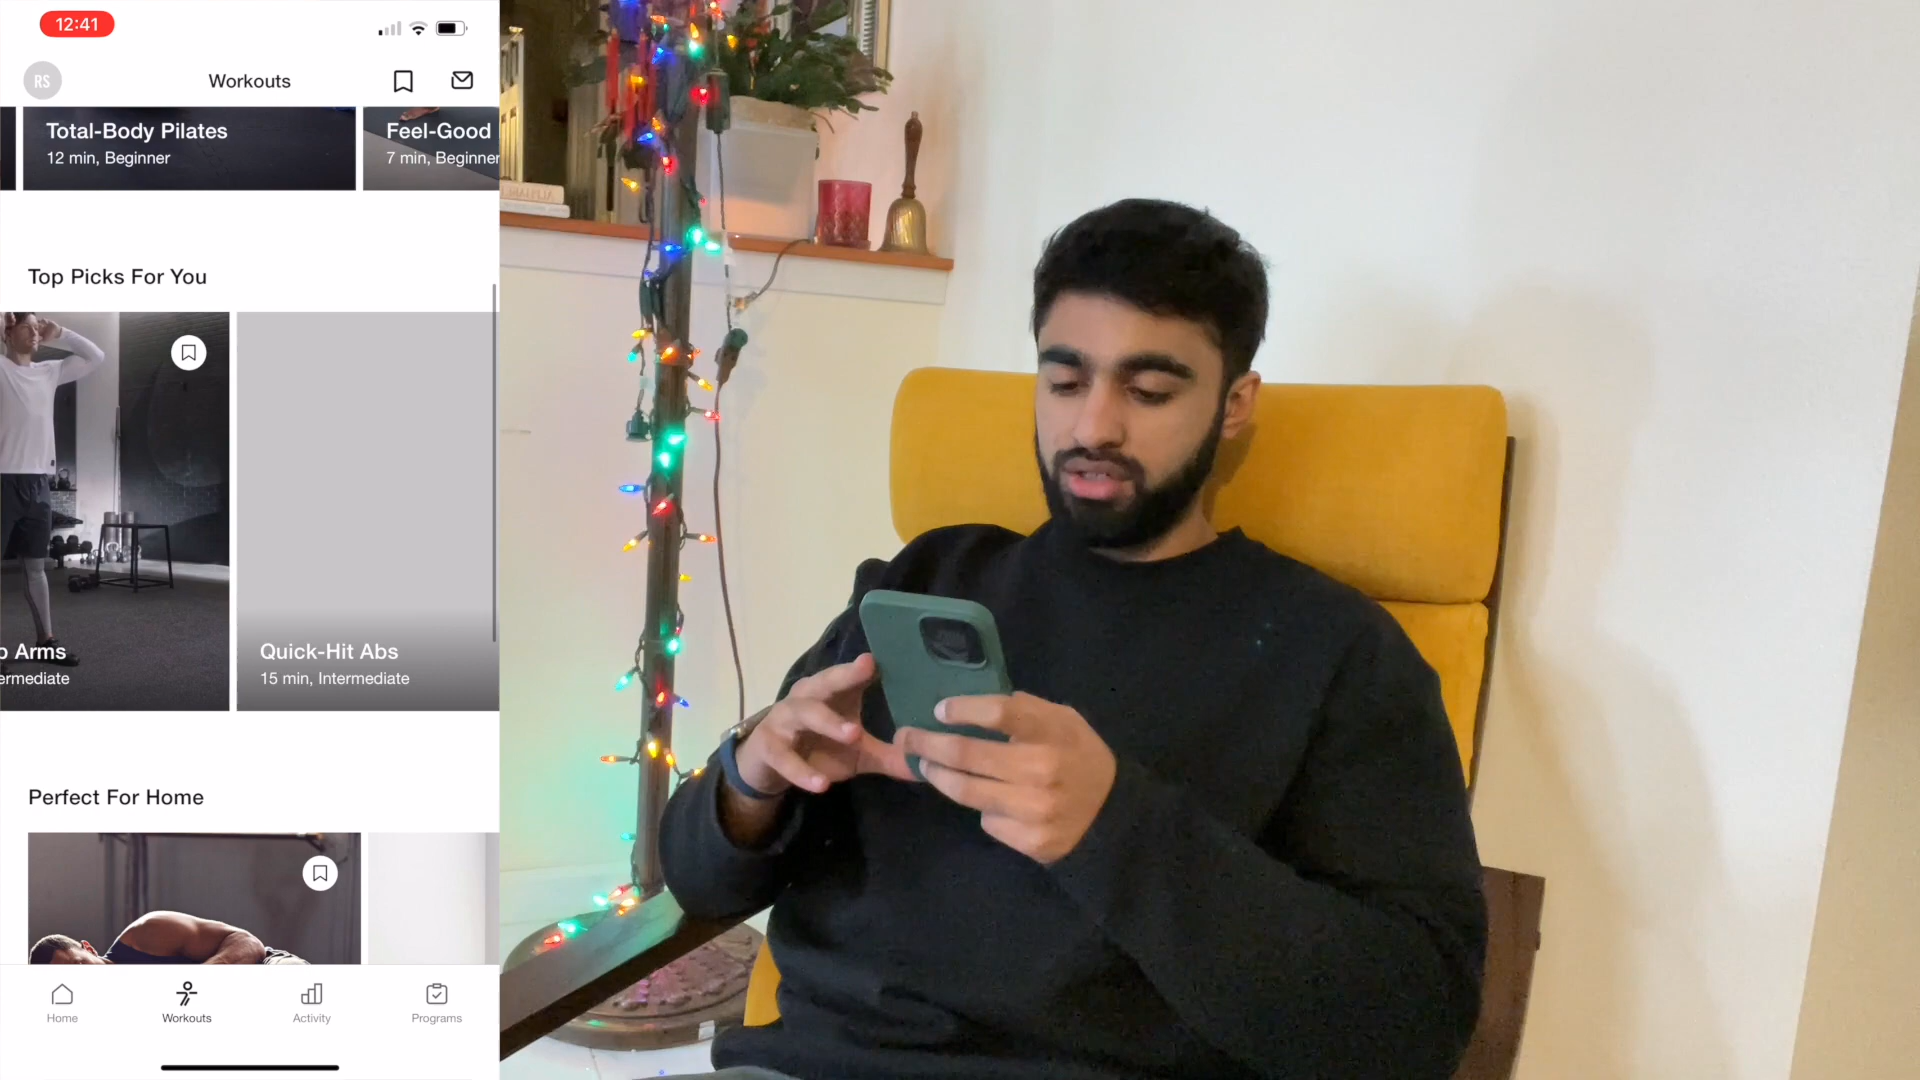 12:41
RS
Workouts
Total-Body Pilates
12 min, Beginner
Feel-Good
7 min, Beginner
Top Picks For You
Arms
ermediate
Quick-Hit Abs
15 min, Intermediate
Perfect For Home
Home
Workouts
Activity
Programs